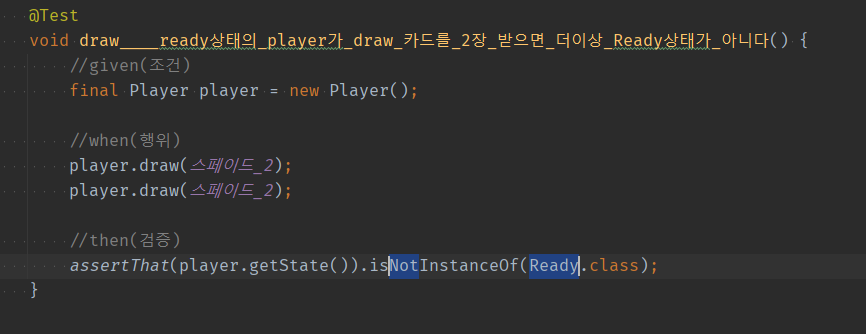 @Test
void draw____ready상태의_player가_draw_카드를_2장_받으면_더이상_Ready상태가_아니다() {
//given(조건)
final Player player = new Player();
//when(행위)
player.draw(스페이드_2);
player.draw(스페이드_2);
//then(검증)
assertThat(player.getState()).isNotInstanceOf(Ready.class);
}